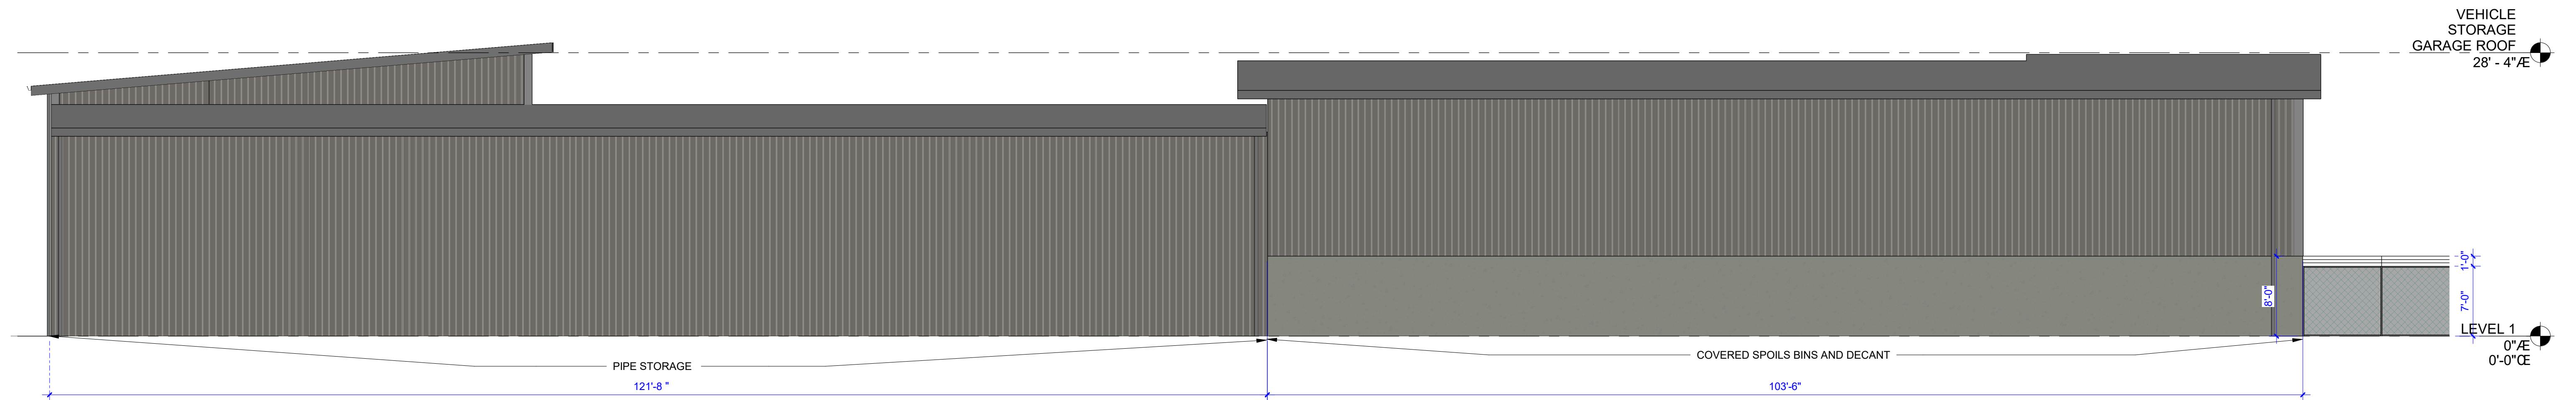 VEHICLE
STORAGE
GARAGE ROOF
28' - 4"Æ
1'-0"
8'-0"
7'-0"
LEVEL 1
0"Æ
0'-0"Œ
PIPE STORAGE
COVERED SPOILS BINS AND DECANT
121'-8 "
103'-6"